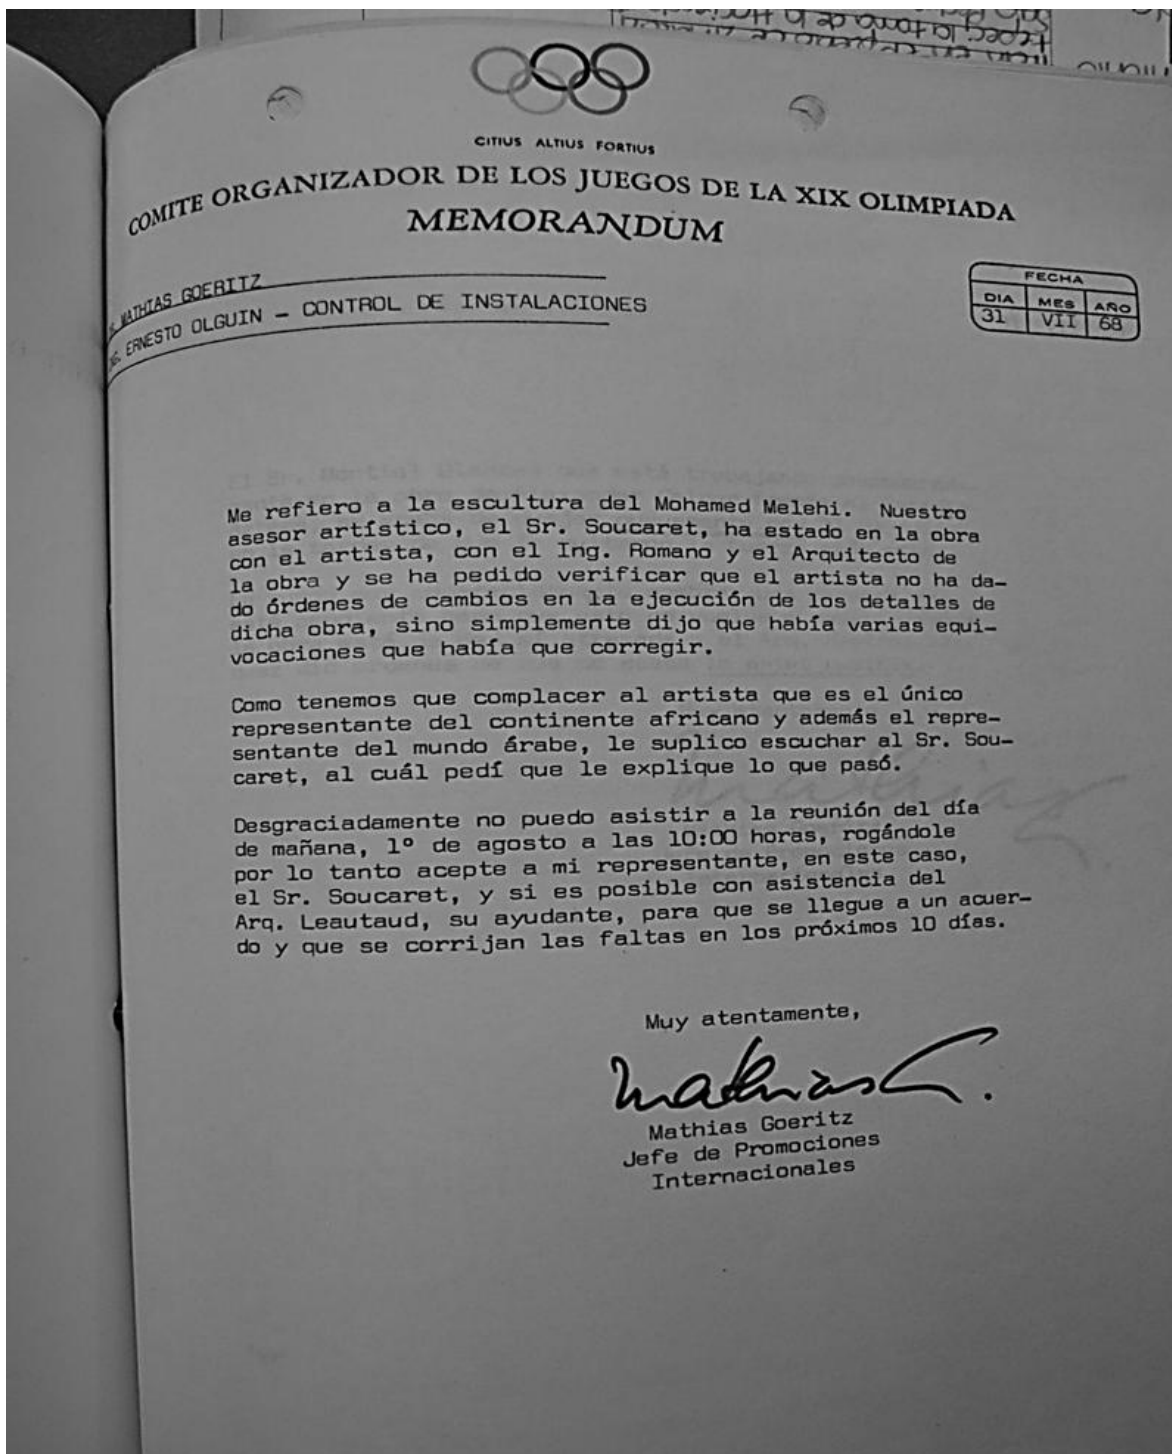 CITIUS ALTIUS FORTIUS
COMITE ORGANIZADOR DE LOS JUEGOS DE LA XIX OLIMPIADA
MEMORANDUM
MATHIAS GOERITZ
ING. ERNESTO OLGUIN — CONTROL DE INSTALACIONES
FECHA
DIA MES AÑO
31 VII 68
Me refiero a la escultura del Mohamed Melehi. Nuestro
asesor artístico, el Sr. Soucaret, ha estado en la obra
con el artista, con el Ing. Romano y el Arquitecto de
la obra y se ha pedido verificar que el artista no ha da—
do órdenes de cambios en la ejecución de los detalles de
dicha obra, sino simplemente dijo que había varias equi—
vocaciones que había que corregir.
Como tenemos que complacer al artista que es el único
representante del continente africano y además el repre—
sentante del mundo árabe, le suplico escuchar al Sr. Sou—
caret, al cuál pedí que le explique lo que pasó.
Desgraciadamente no puedo asistir a la reunión del día
de mañana, 1º de agosto a las 10:00 horas, rogándole
por lo tanto acepte a mi representante, en este caso,
el Sr. Soucaret, y si es posible con asistencia del
Arq. Leautaud, su ayudante, para que se llegue a un acuer—
do y que se corrijan las faltas en los próximos 10 días.
Muy atentamente,
Mathias G.
Mathias Goeritz
Jefe de Promociones
Internacionales